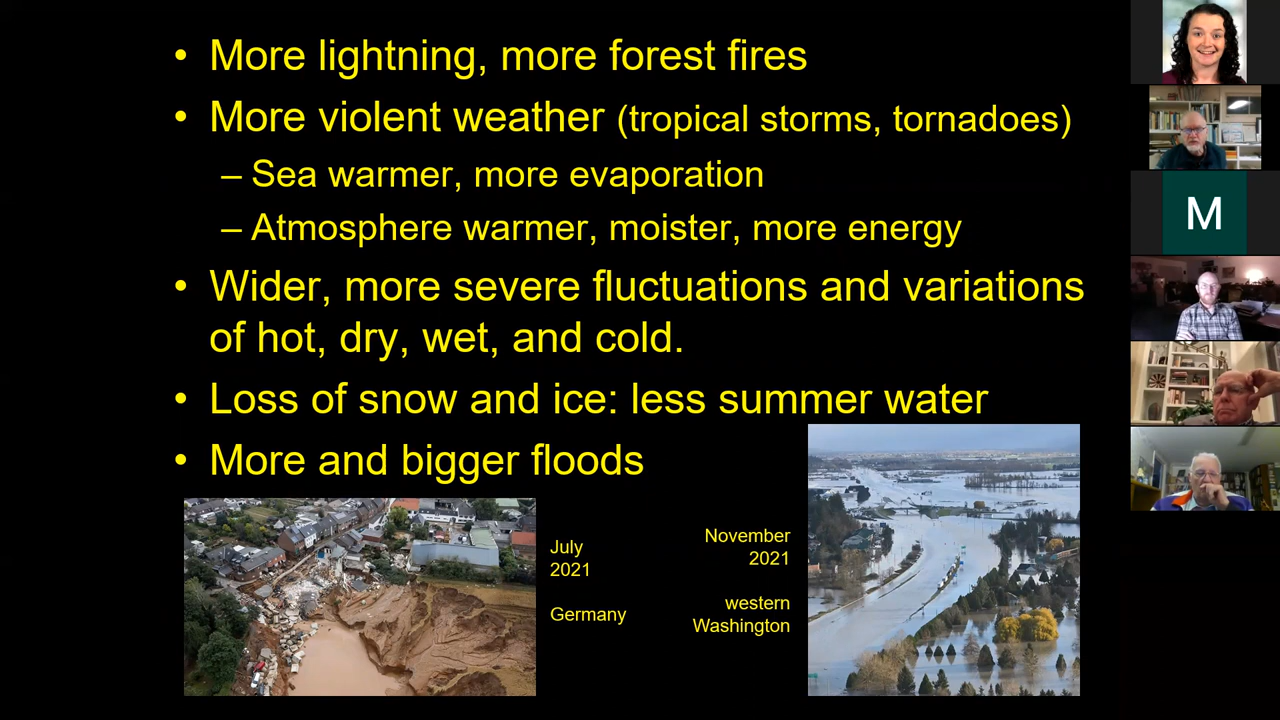 • More lightning, more forest fires
• More violent weather (tropical storms, tornadoes)
– Sea warmer, more evaporation
– Atmosphere warmer, moister, more energy
• Wider, more severe fluctuations and variations
of hot, dry, wet, and cold.
• Loss of snow and ice: less summer water
• More and bigger floods
July
2021
Germany
November
2021
western
Washington
M